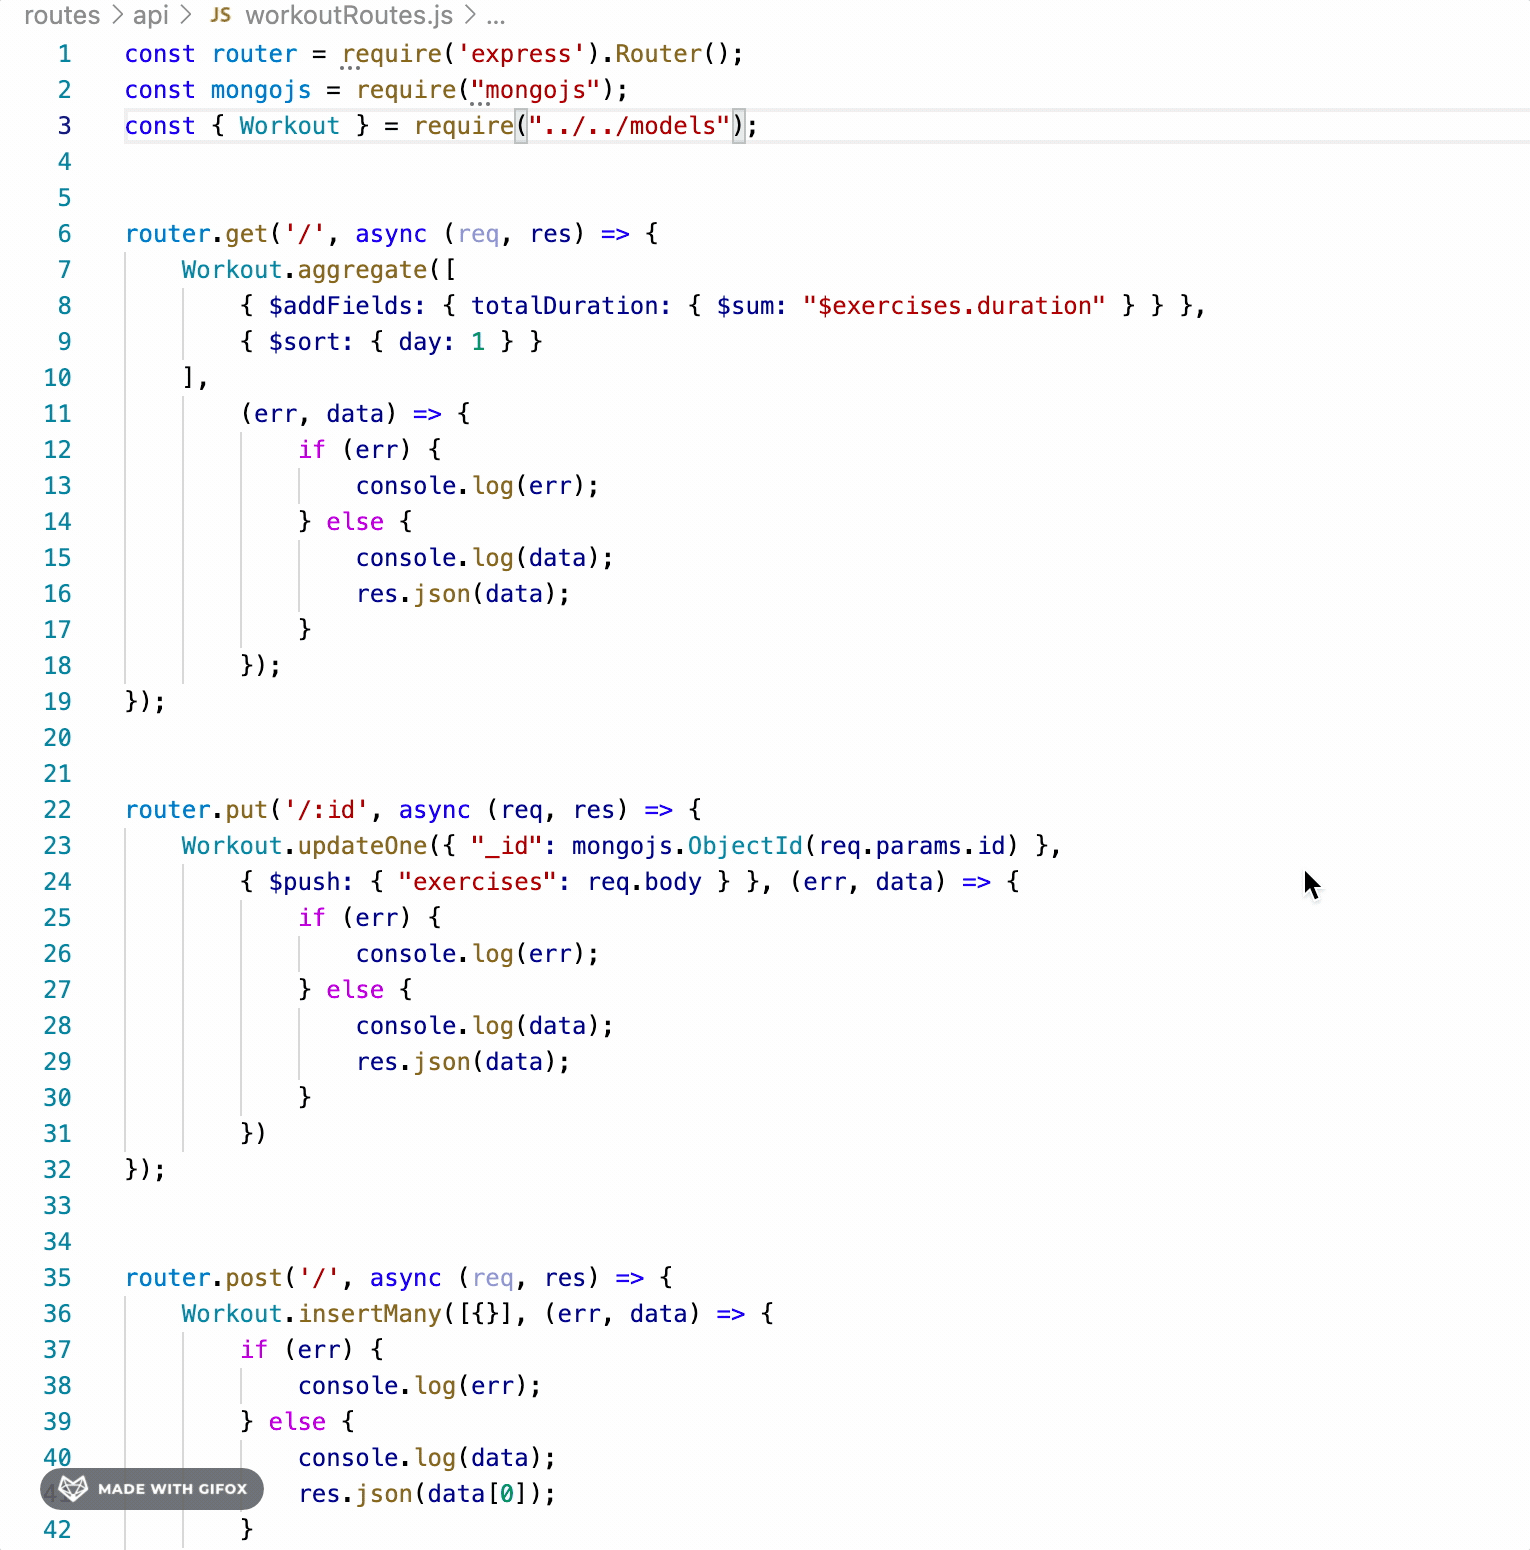 routes > api > JS workoutRoutes.js > ...
1 const router = require('express').Router();
2 const mongojs = require("mongojs");
3 const { Workout } = require("../../models");
4
5
6 router.get('/', async (req, res) => {
7     Workout.aggregate([
8         { $addFields: { totalDuration: { $sum: "$exercises.duration" } } },
9         { $sort: { day: 1 } }
10     ],
11         (err, data) => {
12             if (err) {
13                 console.log(err);
14             } else {
15                 console.log(data);
16                 res.json(data);
17             }
18         });
19 });
20
21
22 router.put('/:id', async (req, res) => {
23     Workout.updateOne({ "_id": mongojs.ObjectId(req.params.id) },
24         { $push: { "exercises": req.body } }, (err, data) => {
25             if (err) {
26                 console.log(err);
27             } else {
28                 console.log(data);
29                 res.json(data);
30             }
31         })
32 });
33
34
35 router.post('/', async (req, res) => {
36     Workout.insertMany([{}], (err, data) => {
37         if (err) {
38             console.log(err);
39         } else {
40             console.log(data);
41             res.json(data[0]);
42         }
MADE WITH GIFOX